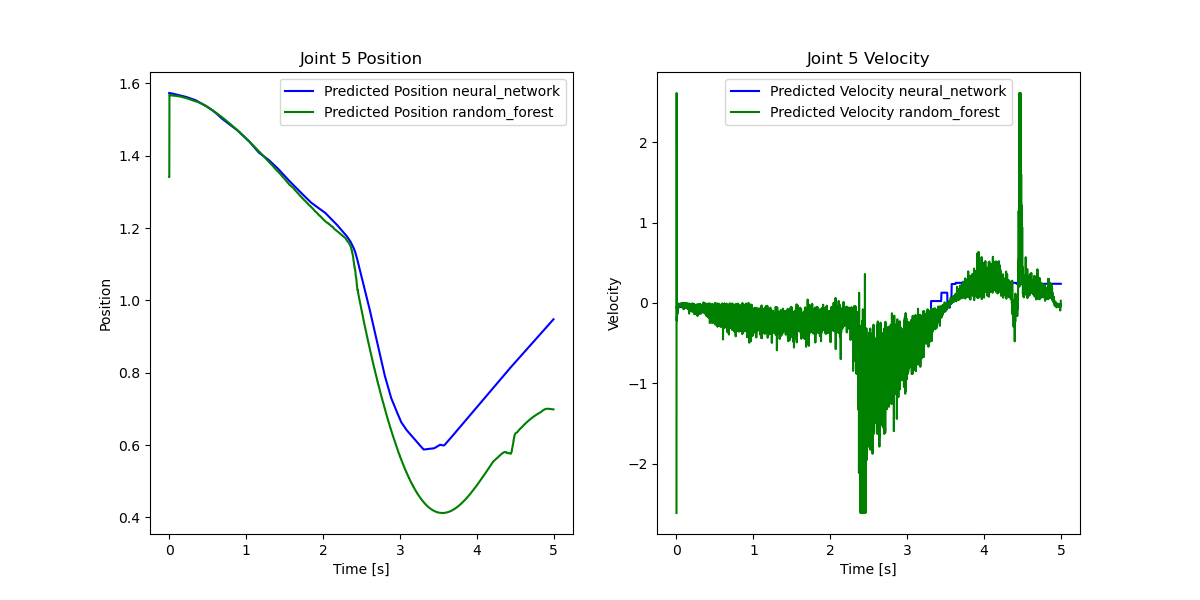 Joint 5 Position
Predicted Position neural_network
Predicted Position random_forest
1.6
1.4
1.2
1.0
0.8
0.6
0.4
Position
0 1 2 3 4 5
Time [s]
Joint 5 Velocity
Predicted Velocity neural_network
Predicted Velocity random_forest
2
1
0
−1
−2
Velocity
0 1 2 3 4 5
Time [s]